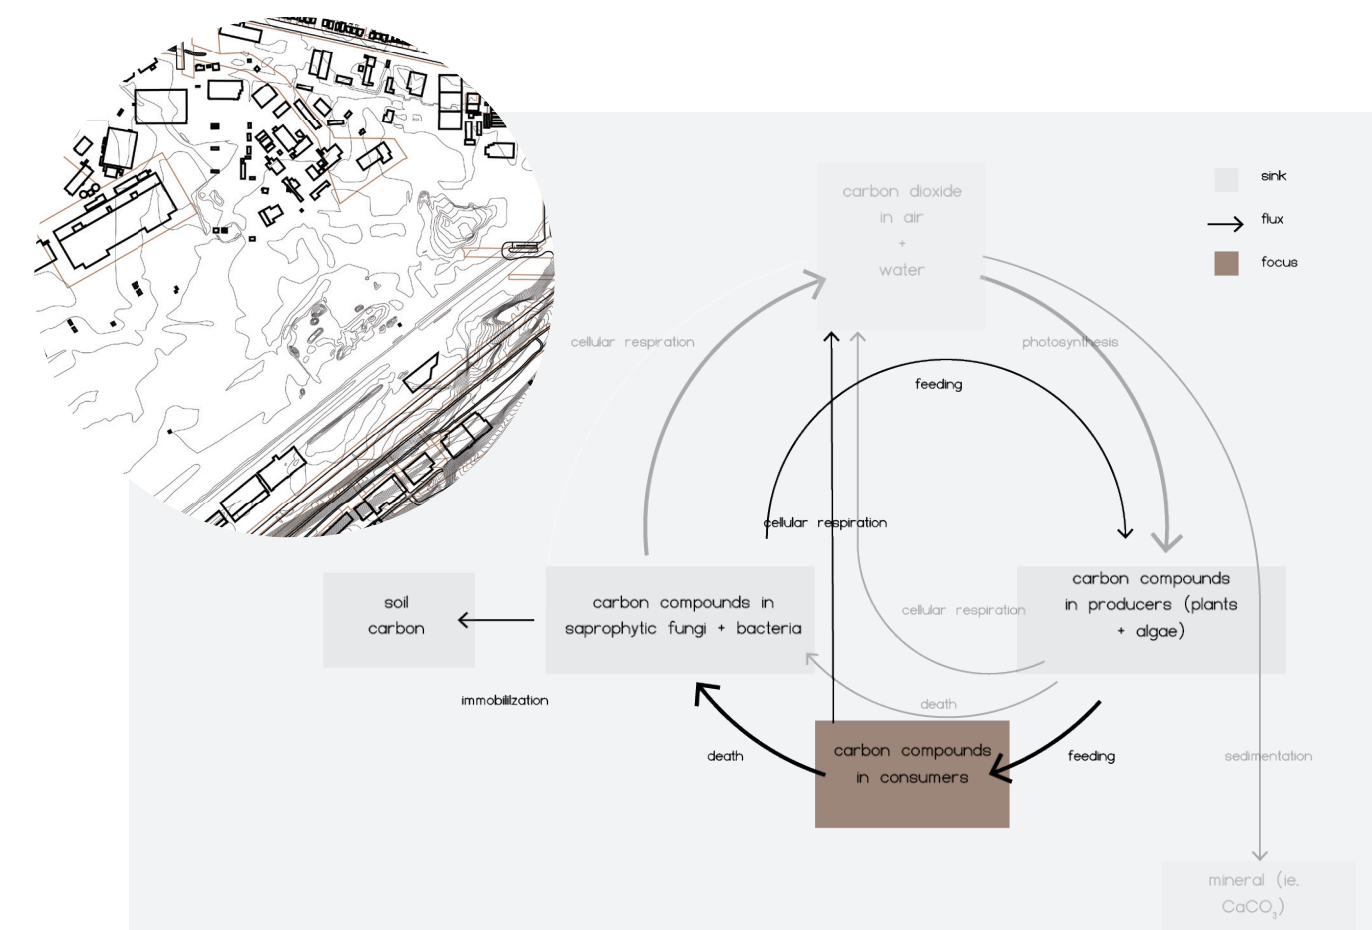 carbon dioxide
in air
+
water
sink
flux
focus
cellular respiration
photosynthesis
feeding
cellular respiration
soil
carbon
carbon compounds in
saprophytic fungi + bacteria
cellular respiration
carbon compounds
in producers (plants
+ algae)
immobililzation
death
death
carbon compounds
in consumers
feeding
sedimentation
mineral (ie.
CaCO₃)